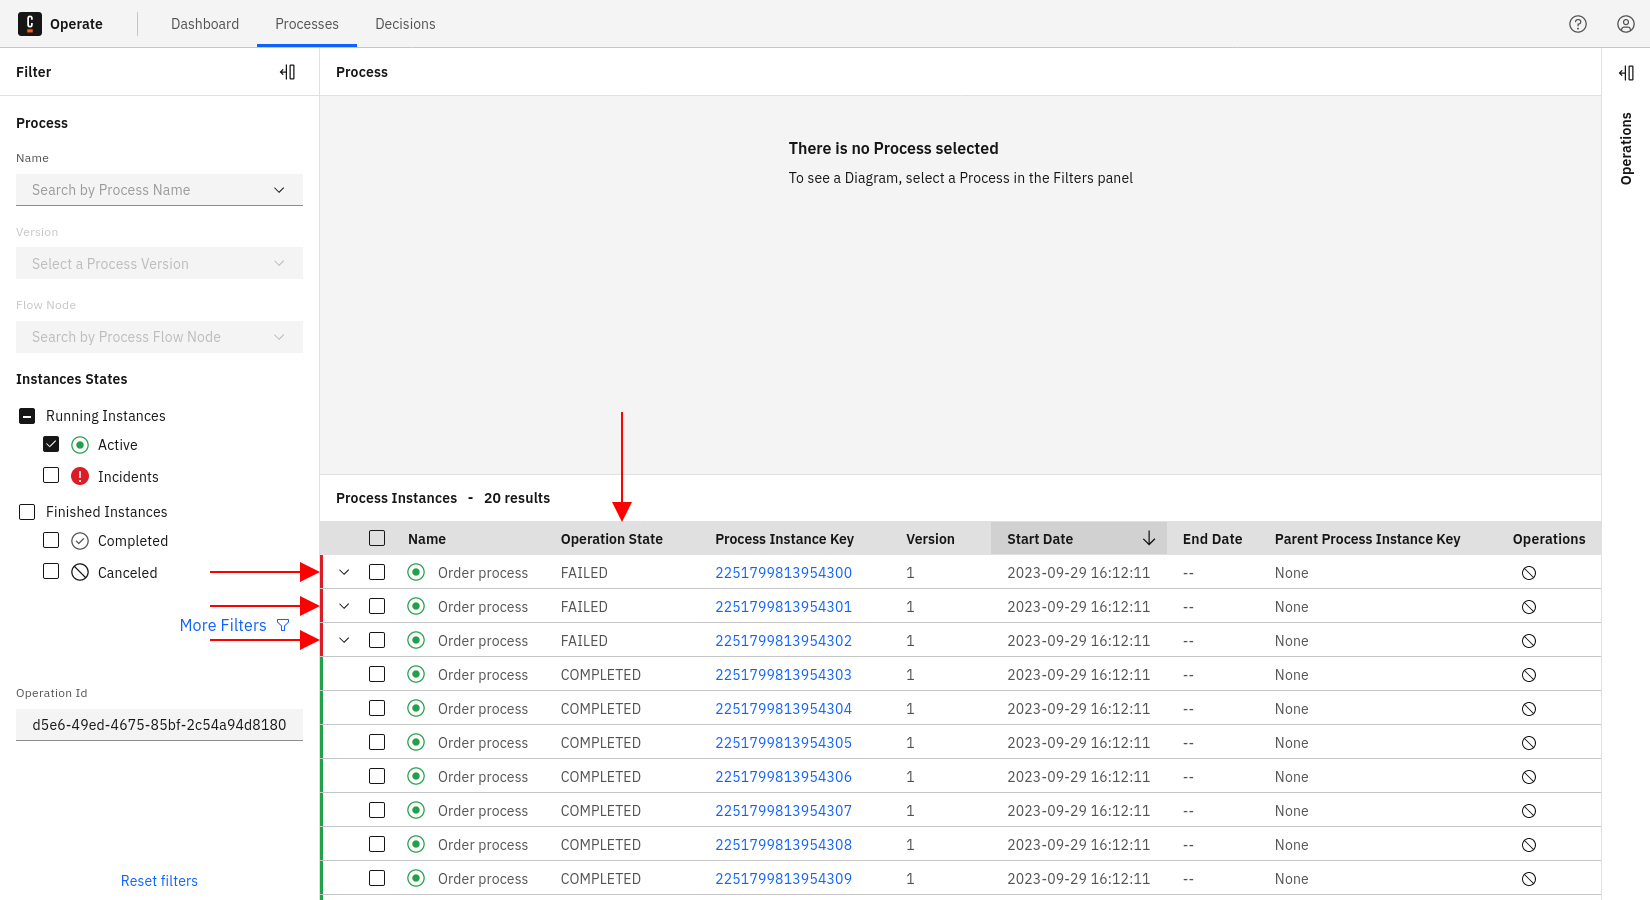 Operate Dashboard Processes Decisions
Filter
Process
Name
Search by Process Name
Version
Select a Process Version
Flow Node
Search by Process Flow Node
Instances States
Running Instances
Active
Incidents
Finished Instances
Completed
Canceled
More Filters
Operation Id
d5e6-49ed-4675-85bf-2c54a94d8180
Reset filters
Process
There is no Process selected
To see a Diagram, select a Process in the Filters panel
Process Instances - 20 results
Name Operation State Process Instance Key Version Start Date End Date Parent Process Instance Key Operations
Order process FAILED 2251799813954300 1 2023-09-29 16:12:11 -- None
Order process FAILED 2251799813954301 1 2023-09-29 16:12:11 -- None
Order process FAILED 2251799813954302 1 2023-09-29 16:12:11 -- None
Order process COMPLETED 2251799813954303 1 2023-09-29 16:12:11 -- None
Order process COMPLETED 2251799813954304 1 2023-09-29 16:12:11 -- None
Order process COMPLETED 2251799813954305 1 2023-09-29 16:12:11 -- None
Order process COMPLETED 2251799813954306 1 2023-09-29 16:12:11 -- None
Order process COMPLETED 2251799813954307 1 2023-09-29 16:12:11 -- None
Order process COMPLETED 2251799813954308 1 2023-09-29 16:12:11 -- None
Order process COMPLETED 2251799813954309 1 2023-09-29 16:12:11 -- None
Operations